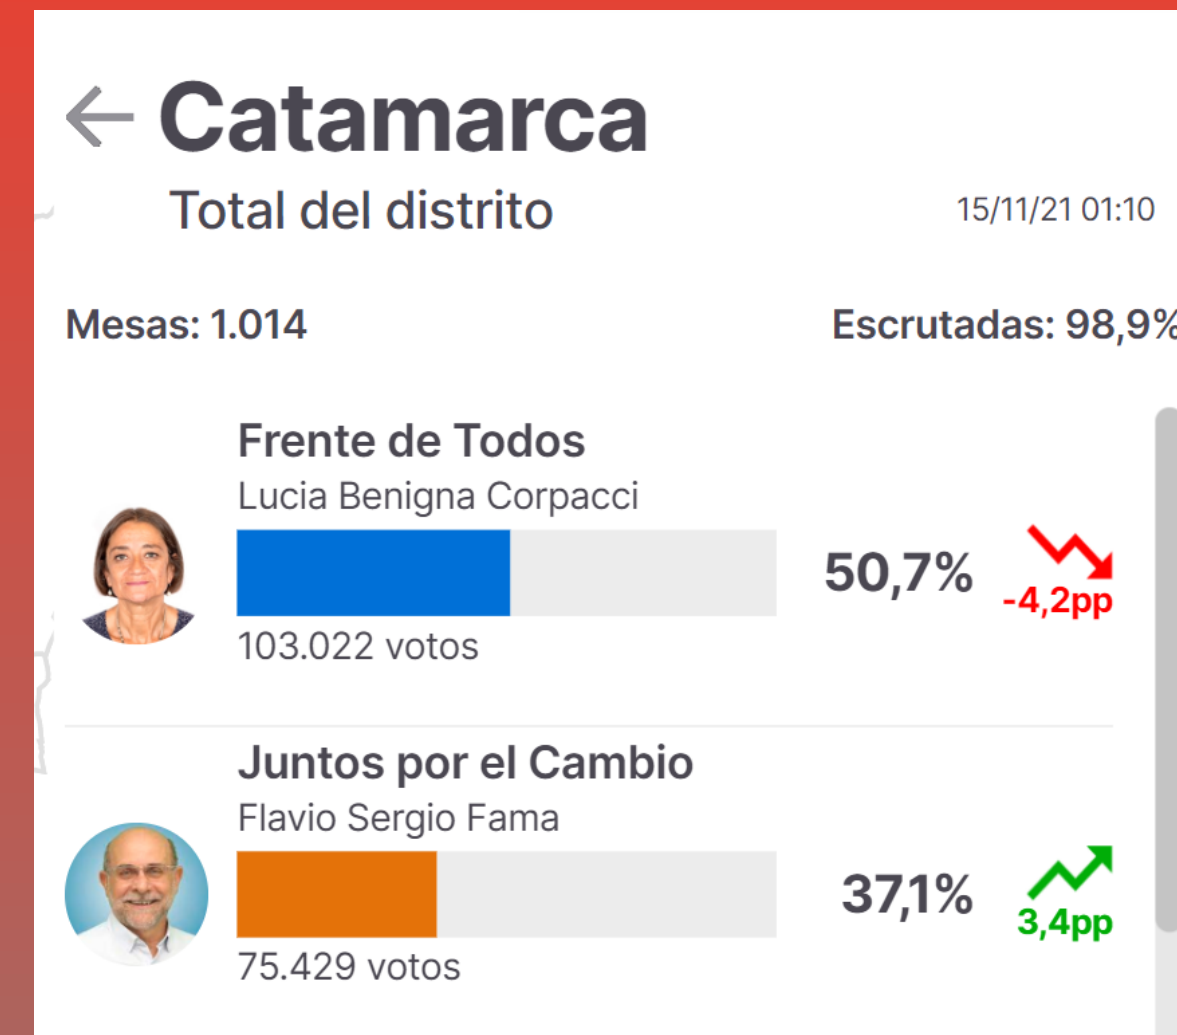 Catamarca
Total del distrito
15/11/21 01:10
Mesas: 1.014
Escrutadas: 98,9%
Frente de Todos
Lucia Benigna Corpacci
50,7%
-4,2pp
103.022 votos
Juntos por el Cambio
Flavio Sergio Fama
37,1%
3,4pp
75.429 votos